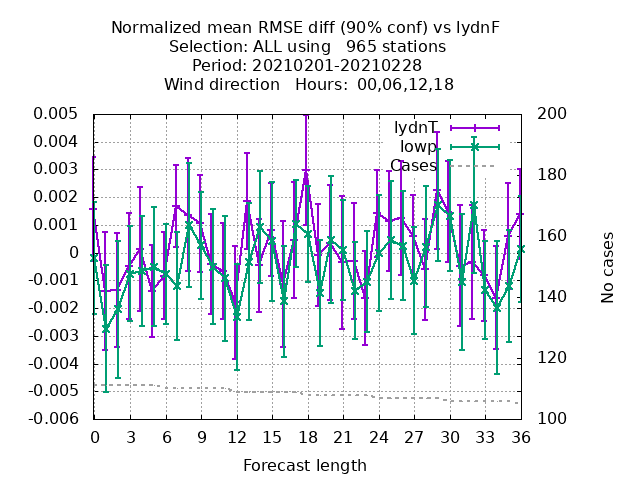 Normalized mean RMSE diff (90% conf) vs lydnF
Selection: ALL using   965 stations
Period: 20210201-20210228
Wind direction   Hours:  00,06,12,18
0.005
0.004
0.003
0.002
0.001
0
-0.001
-0.002
-0.003
-0.004
-0.005
-0.006
lydnT
lowp
Cases
200
180
160
140
120
100
No cases
0 3 6 9 12 15 18 21 24 27 30 33 36
Forecast length